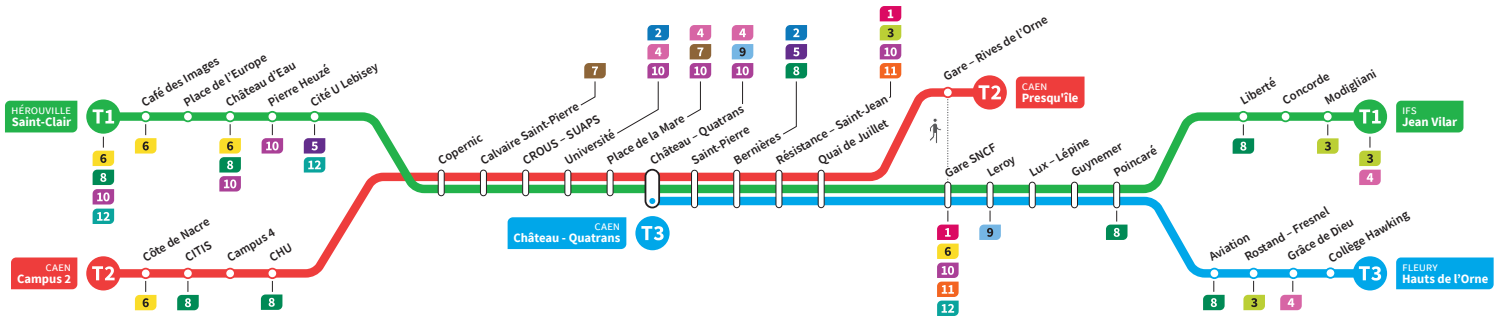 HÉROUVILLE
Saint-Clair
T1
6
8
10
12
Café des Images
6
Place de l'Europe
Château d'Eau
6
8
10
Pierre Heuzé
10
Cité U Lebisey
5
12
CAEN
Campus 2
T2
Côte de Nacre
6
CITIS
8
Campus 4
CHU
8
Copernic
Calvaire Saint-Pierre
7
CROUS – SUAPS
Université
2
4
10
Place de la Mare
4
7
10
Château – Quatrans
4
9
10
CAEN
Château - Quatrans
T3
Saint-Pierre
Bernières
2
5
8
Résistance – Saint-Jean
1
3
10
11
Quai de Juillet
Gare – Rives de l'Orne
T2
CAEN
Presqu'île
Gare SNCF
1
6
10
11
12
Leroy
9
Lux – Lépine
Guynemer
Poincaré
8
Liberté
8
Concorde
Modigliani
3
T1
3
4
IFS
Jean Vilar
Aviation
8
Rostand – Fresnel
3
Grâce de Dieu
4
Collège Hawking
T3
FLEURY
Hauts de l'Orne